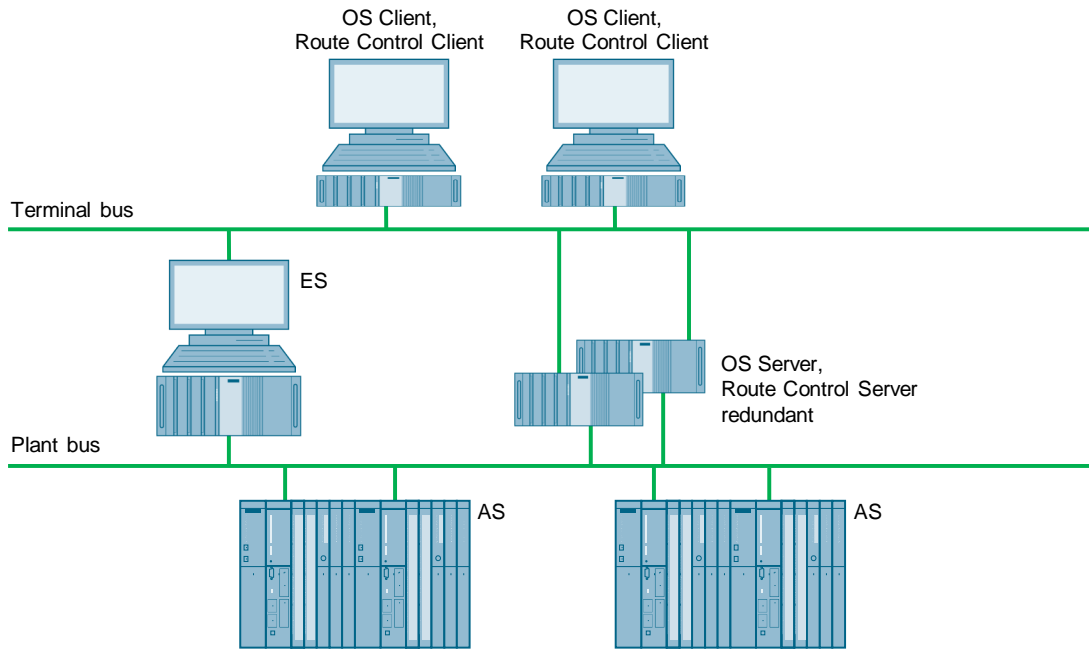 OS Client,
Route Control Client
OS Client,
Route Control Client
Terminal bus
ES
OS Server,
Route Control Server
redundant
Plant bus
AS
AS